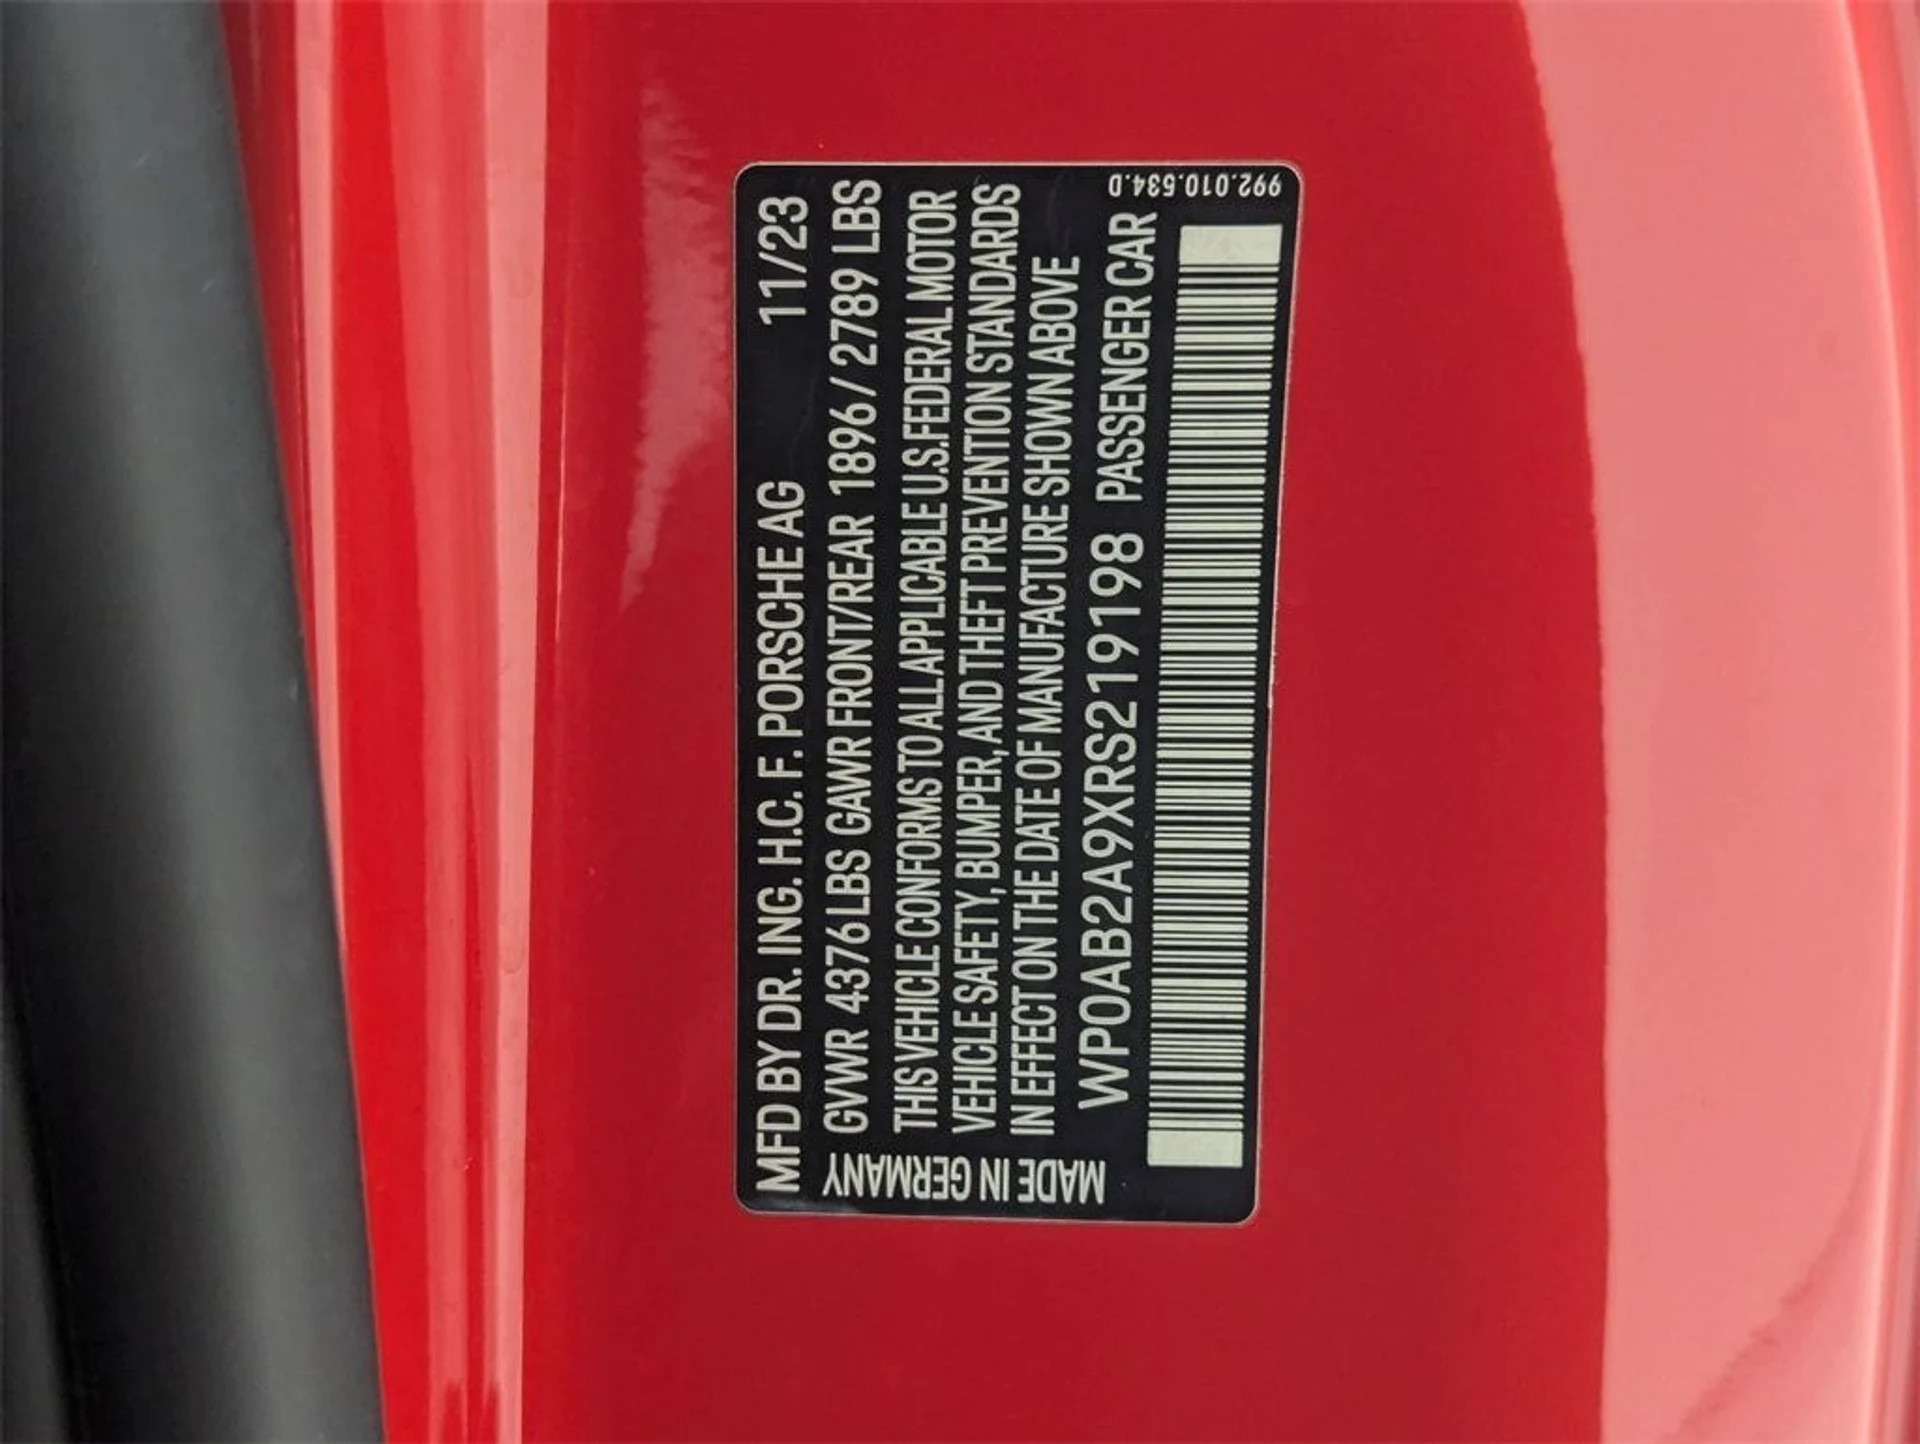 MFD BY DR. ING. H.C. F. PORSCHE AG 11/23
GVWR 4376 LBS GAWR FRONT/REAR 1896 / 2789 LBS
THIS VEHICLE CONFORMS TO ALL APPLICABLE U.S. FEDERAL MOTOR
VEHICLE SAFETY, BUMPER, AND THEFT PREVENTION STANDARDS
IN EFFECT ON THE DATE OF MANUFACTURE SHOWN ABOVE
WP0AB2A9XRS219198 PASSENGER CAR
MADE IN GERMANY
992.010.534.D